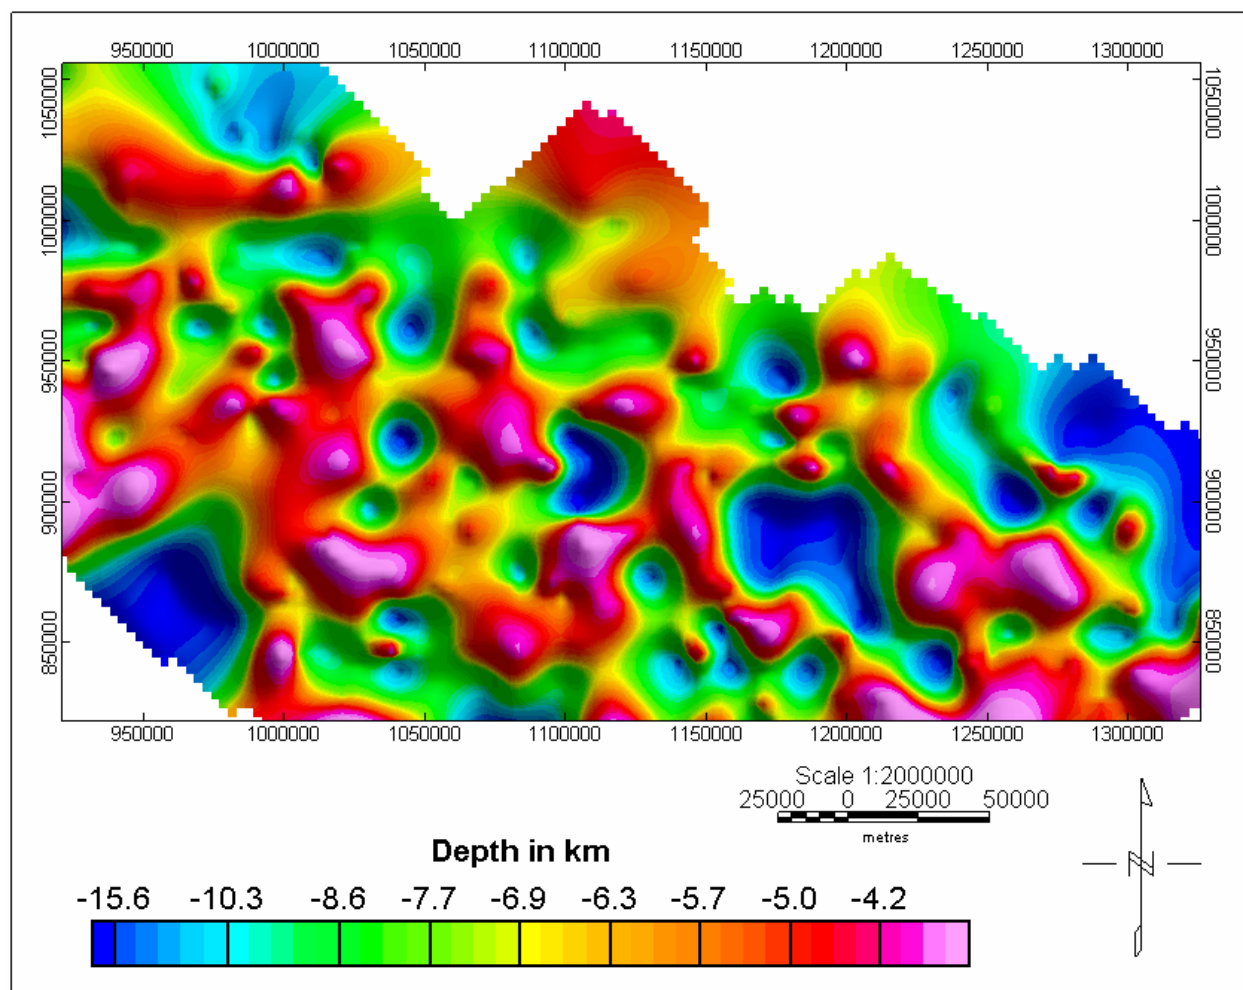 950000 1000000 1050000 1100000 1150000 1200000 1250000 1300000
1050000 1050000
1000000 1000000
950000 950000
900000 900000
850000 850000
950000 1000000 1050000 1100000 1150000 1200000 1250000 1300000
Scale 1:2000000
25000 0 25000 50000
metres
N
Depth in km
-15.6 -10.3 -8.6 -7.7 -6.9 -6.3 -5.7 -5.0 -4.2